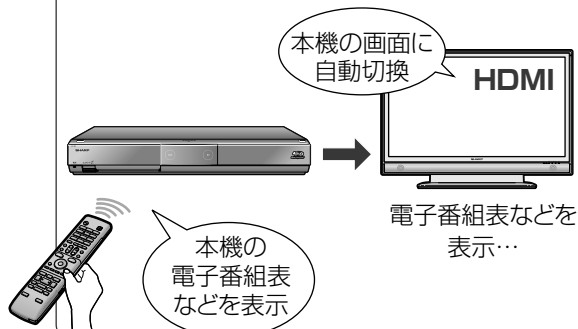 本機の画面に
自動切換
HDMI
SHARP
電子番組表などを
表示…
本機の
電子番組表
などを表示